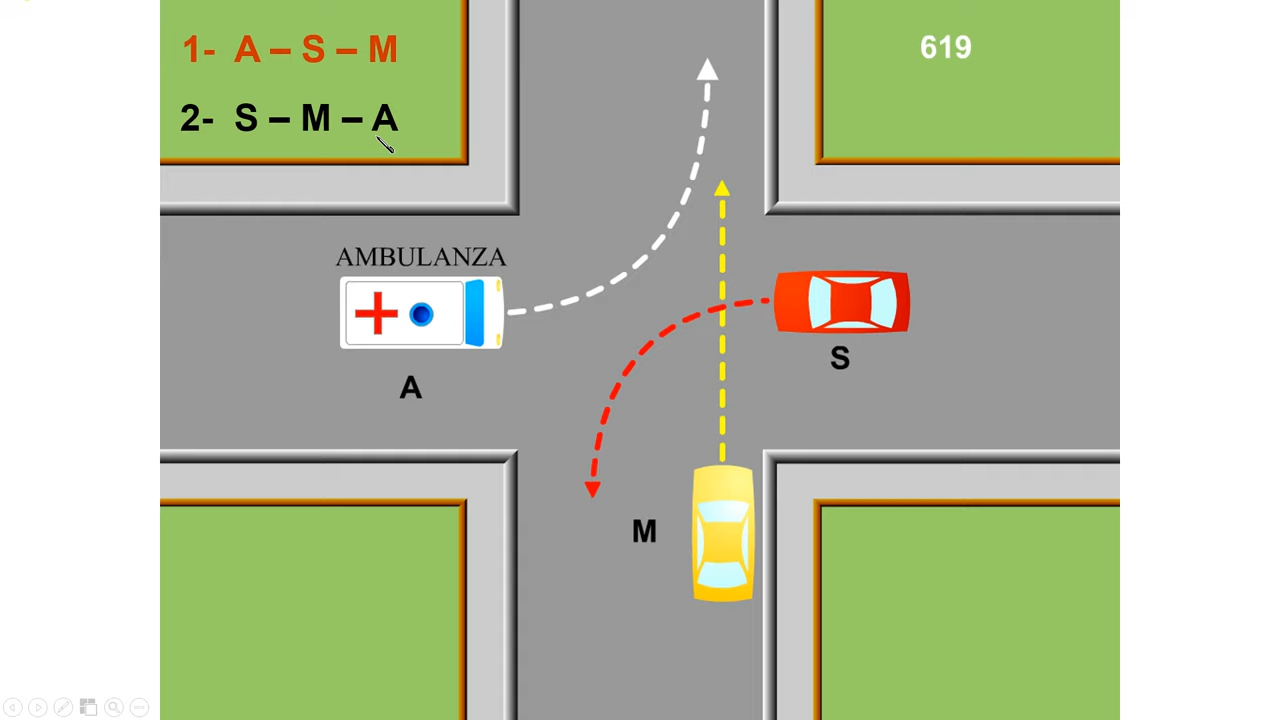 1- A – S – M
619
2- S – M – A
AMBULANZA
S
A
M